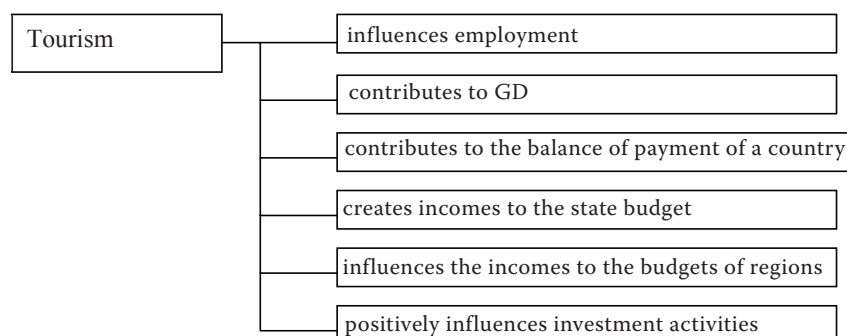 Tourism
influences employment
contributes to GD
contributes to the balance of payment of a country
creates incomes to the state budget
influences the incomes to the budgets of regions
positively influences investment activities